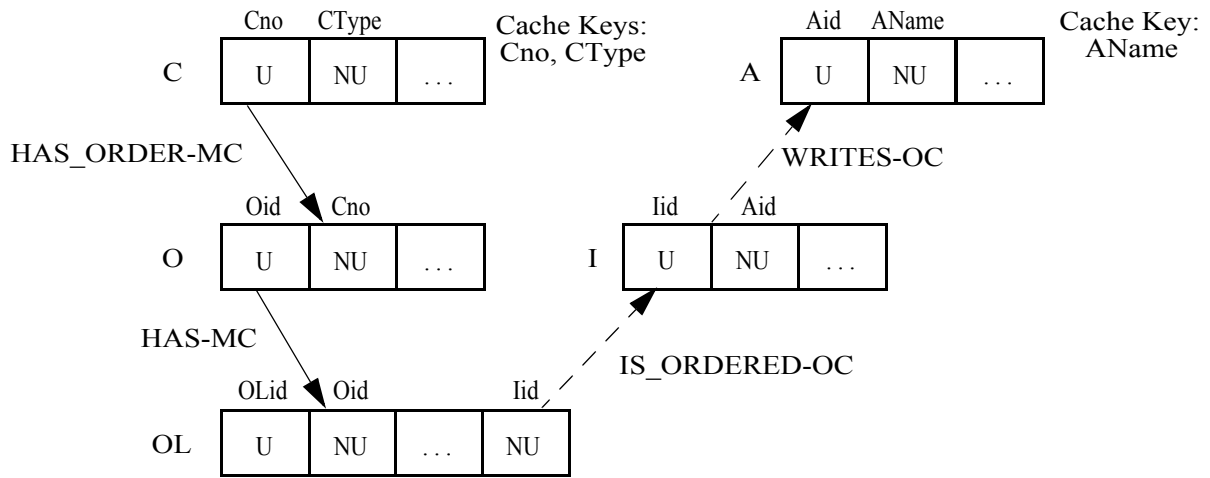 Cno CType
Cache Keys:
Cno, CType
C U NU . . .
Aid AName
Cache Key:
AName
A U NU . . .
HAS_ORDER-MC
WRITES-OC
Oid Cno
O U NU . . .
Iid Aid
I U NU . . .
HAS-MC
IS_ORDERED-OC
OLid Oid Iid
OL U NU . . . NU